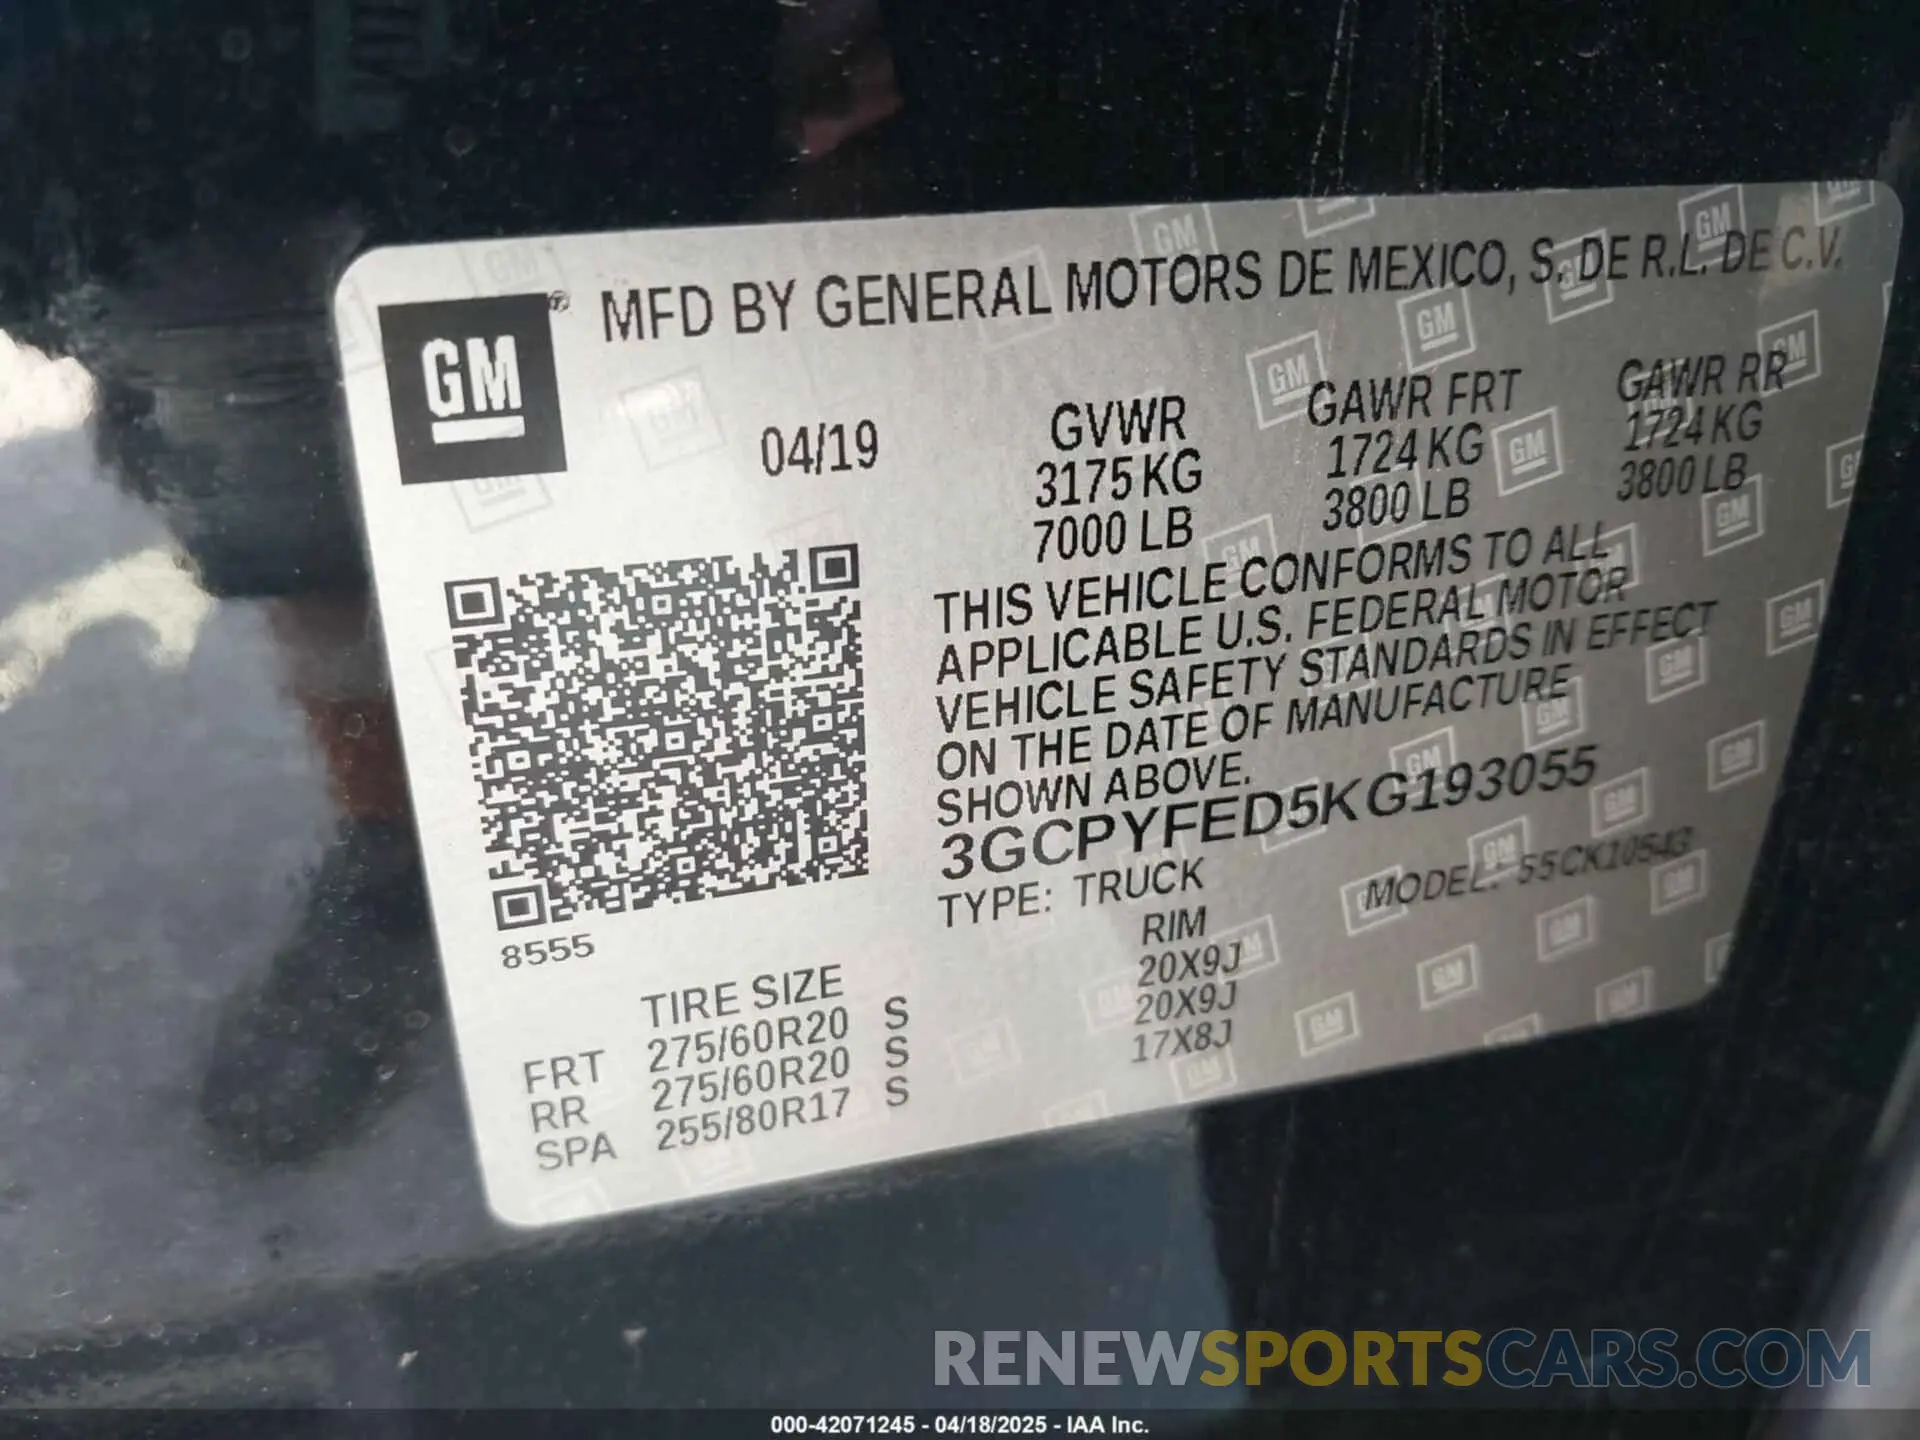 GM
MFD BY GENERAL MOTORS DE MEXICO, S. DE R.L. DE C.V.
04/19
GVWR
3175 KG
7000 LB
GAWR FRT
1724 KG
3800 LB
GAWR RR
1724 KG
3800 LB
THIS VEHICLE CONFORMS TO ALL
APPLICABLE U.S. FEDERAL MOTOR
VEHICLE SAFETY STANDARDS IN EFFECT
ON THE DATE OF MANUFACTURE
SHOWN ABOVE.
3GCPYFED5KG193055
TYPE: TRUCK
MODEL: 55CK10543
8555
TIRE SIZE
RIM
FRT 275/60R20 S 20X9J
RR 275/60R20 S 20X9J
SPA 255/80R17 S 17X8J
RENEWSPORTSCARS.COM
000-42071245 - 04/18/2025 - IAA Inc.